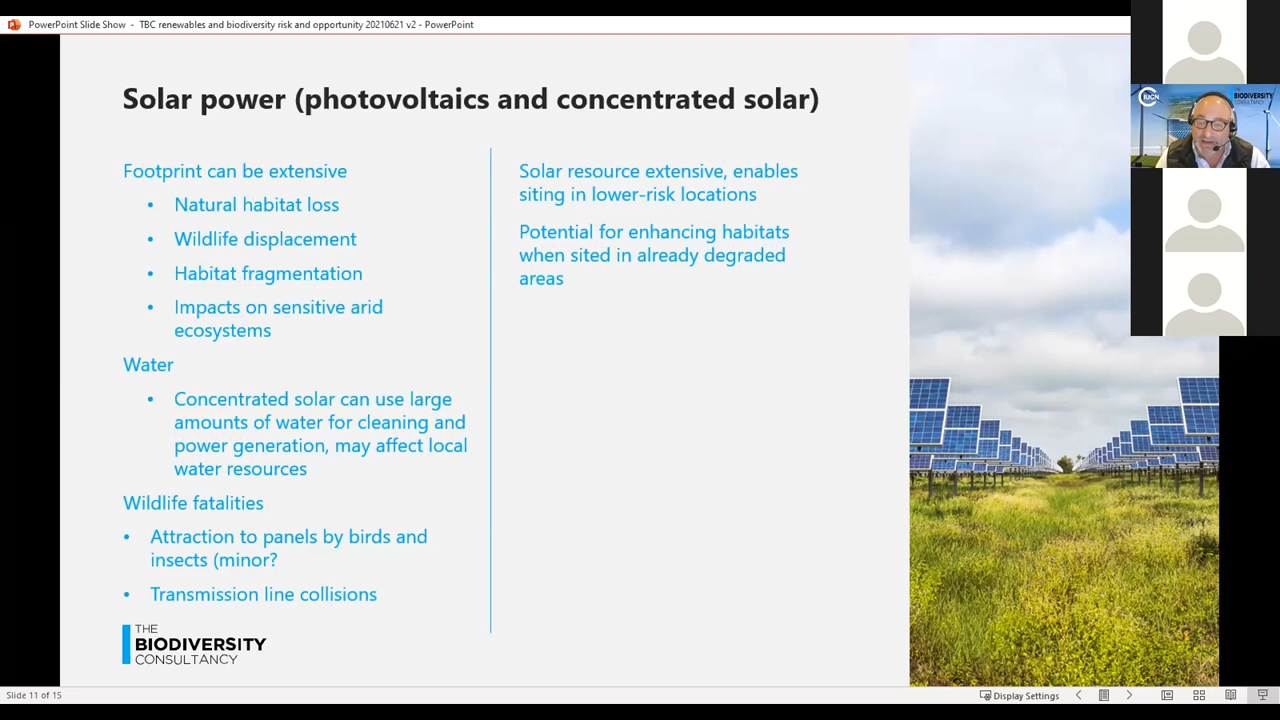 PowerPoint Slide Show - TBC renewables and biodiversity risk and opportunity 20210621 v2 - PowerPoint
Solar power (photovoltaics and concentrated solar)
Footprint can be extensive
• Natural habitat loss
• Wildlife displacement
• Habitat fragmentation
• Impacts on sensitive arid
ecosystems
Water
• Concentrated solar can use large
amounts of water for cleaning and
power generation, may affect local
water resources
Wildlife fatalities
• Attraction to panels by birds and
insects (minor?
• Transmission line collisions
Solar resource extensive, enables
siting in lower-risk locations
Potential for enhancing habitats
when sited in already degraded
areas
THE
BIODIVERSITY
CONSULTANCY
IUCN
THE
BIODIVERSITY
CONSULTANCY
Slide 11 of 15
Display Settings